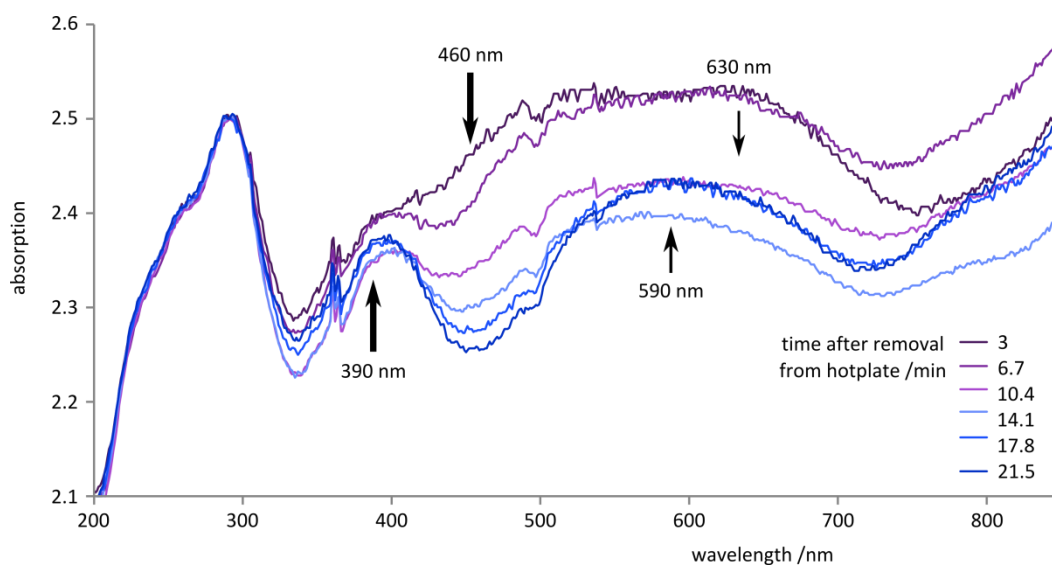 2.6
2.5
2.4
2.3
2.2
2.1
absorption
460 nm
630 nm
390 nm
590 nm
time after removal
from hotplate /min
3
6.7
10.4
14.1
17.8
21.5
200 300 400 500 600 700 800
wavelength /nm